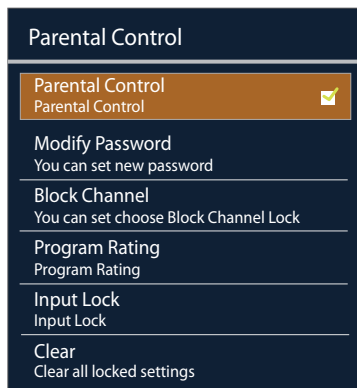 Parental Control
Parental Control
Parental Control
Modify Password
You can set new password
Block Channel
You can set choose Block Channel Lock
Program Rating
Program Rating
Input Lock
Input Lock
Clear
Clear all locked settings